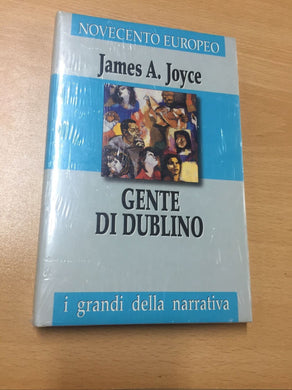 NOVECENTO EUROPEO
James A. Joyce
GENTE
DI DUBLINO
i grandi della narrativa